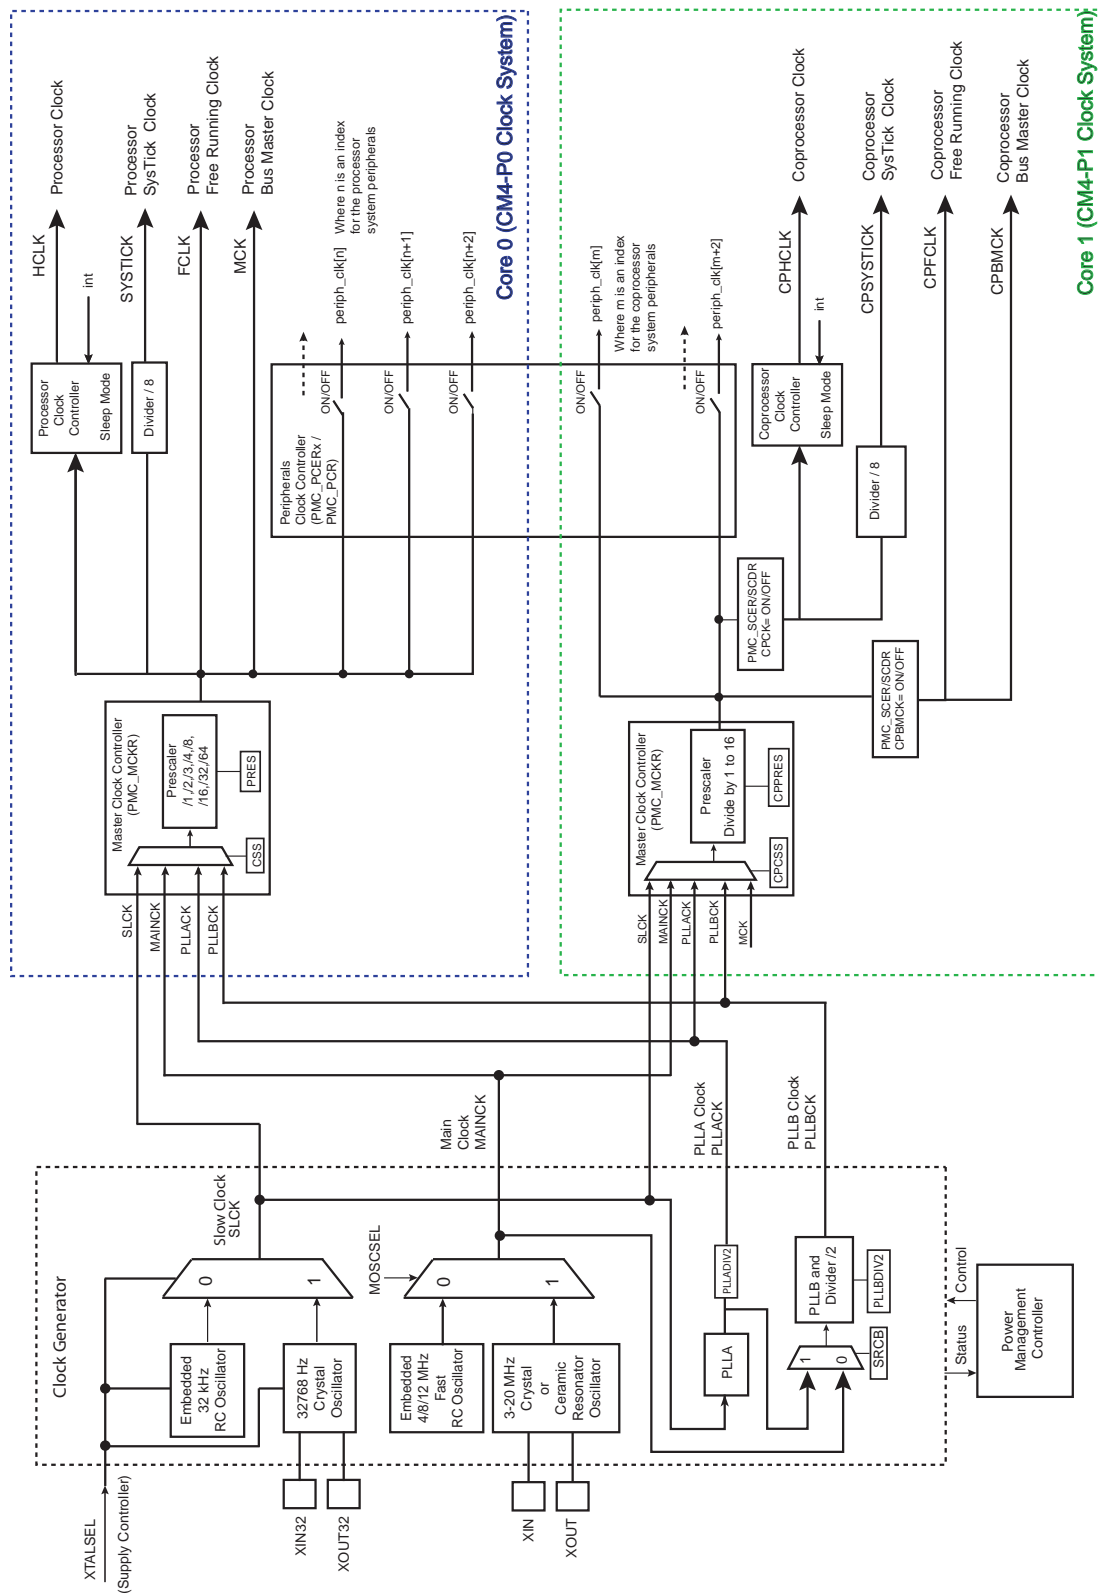 Clock Generator
XTALSEL
(Supply Controller)
Embedded
32 kHz
RC Oscillator
32768 Hz
Crystal
Oscillator
XIN32
XOUT32
0
1
Slow Clock
SLCK
MOSCSEL
Embedded
4/8/12 MHz
Fast
RC Oscillator
3-20 MHz
Crystal
or
Ceramic
Resonator
Oscillator
XIN
XOUT
0
1
Main
Clock
MAINCK
PLLA
PLLADIV2
PLLA Clock
PLLACK
1
0
SRCB
PLLB and
Divider /2
PLLBDIV2
PLLB Clock
PLLBCK
Status
Control
Power
Management
Controller
SLCK
MAINCK
PLLACK
PLLBCK
Master Clock Controller
(PMC_MCKR)
CSS
Prescaler
/1,/2,/3,/4,/8,
/16,/32,/64
PRES
Processor
Clock
Controller
Sleep Mode
int
HCLK
Processor Clock
Divider / 8
SYSTICK
Processor
SysTick Clock
FCLK
Processor
Free Running Clock
MCK
Processor
Bus Master Clock
Peripherals
Clock Controller
(PMC_PCERx /
PMC_PCR)
ON/OFF
periph_clk[n]
Where n is an index
for the processor
system peripherals
ON/OFF
periph_clk[n+1]
ON/OFF
periph_clk[n+2]
Core 0 (CM4-P0 Clock System)
SLCK
MAINCK
PLLACK
PLLBCK
MCK
Master Clock Controller
(PMC_MCKR)
CPCSS
Prescaler
Divide by 1 to 16
CPPRES
ON/OFF
periph_clk[m]
Where m is an index
for the coprocessor
system peripherals
ON/OFF
periph_clk[m+2]
PMC_SCER/SCDR
CPCK= ON/OFF
Coprocessor
Clock
Controller
Sleep Mode
int
CPHCLK
Coprocessor Clock
Divider / 8
CPSYSTICK
Coprocessor
SysTick Clock
PMC_SCER/SCDR
CPBMCK= ON/OFF
CPFCLK
Coprocessor
Free Running Clock
CPBMCK
Coprocessor
Bus Master Clock
Core 1 (CM4-P1 Clock System)